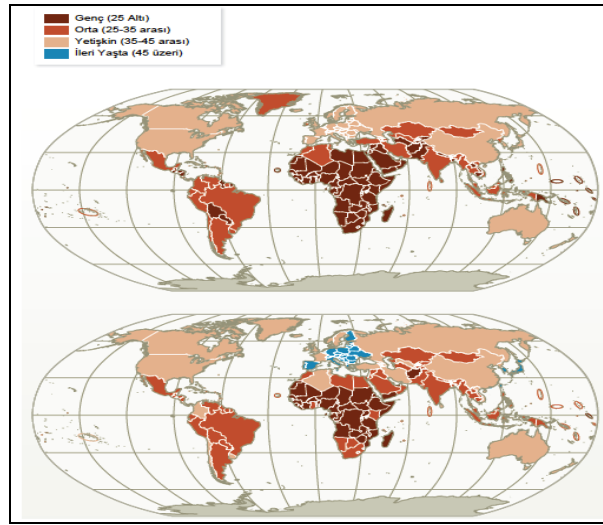 Genç (25 Altı)
Orta (25-35 arası)
Yetişkin (35-45 arası)
İleri Yaşta (45 üzeri)